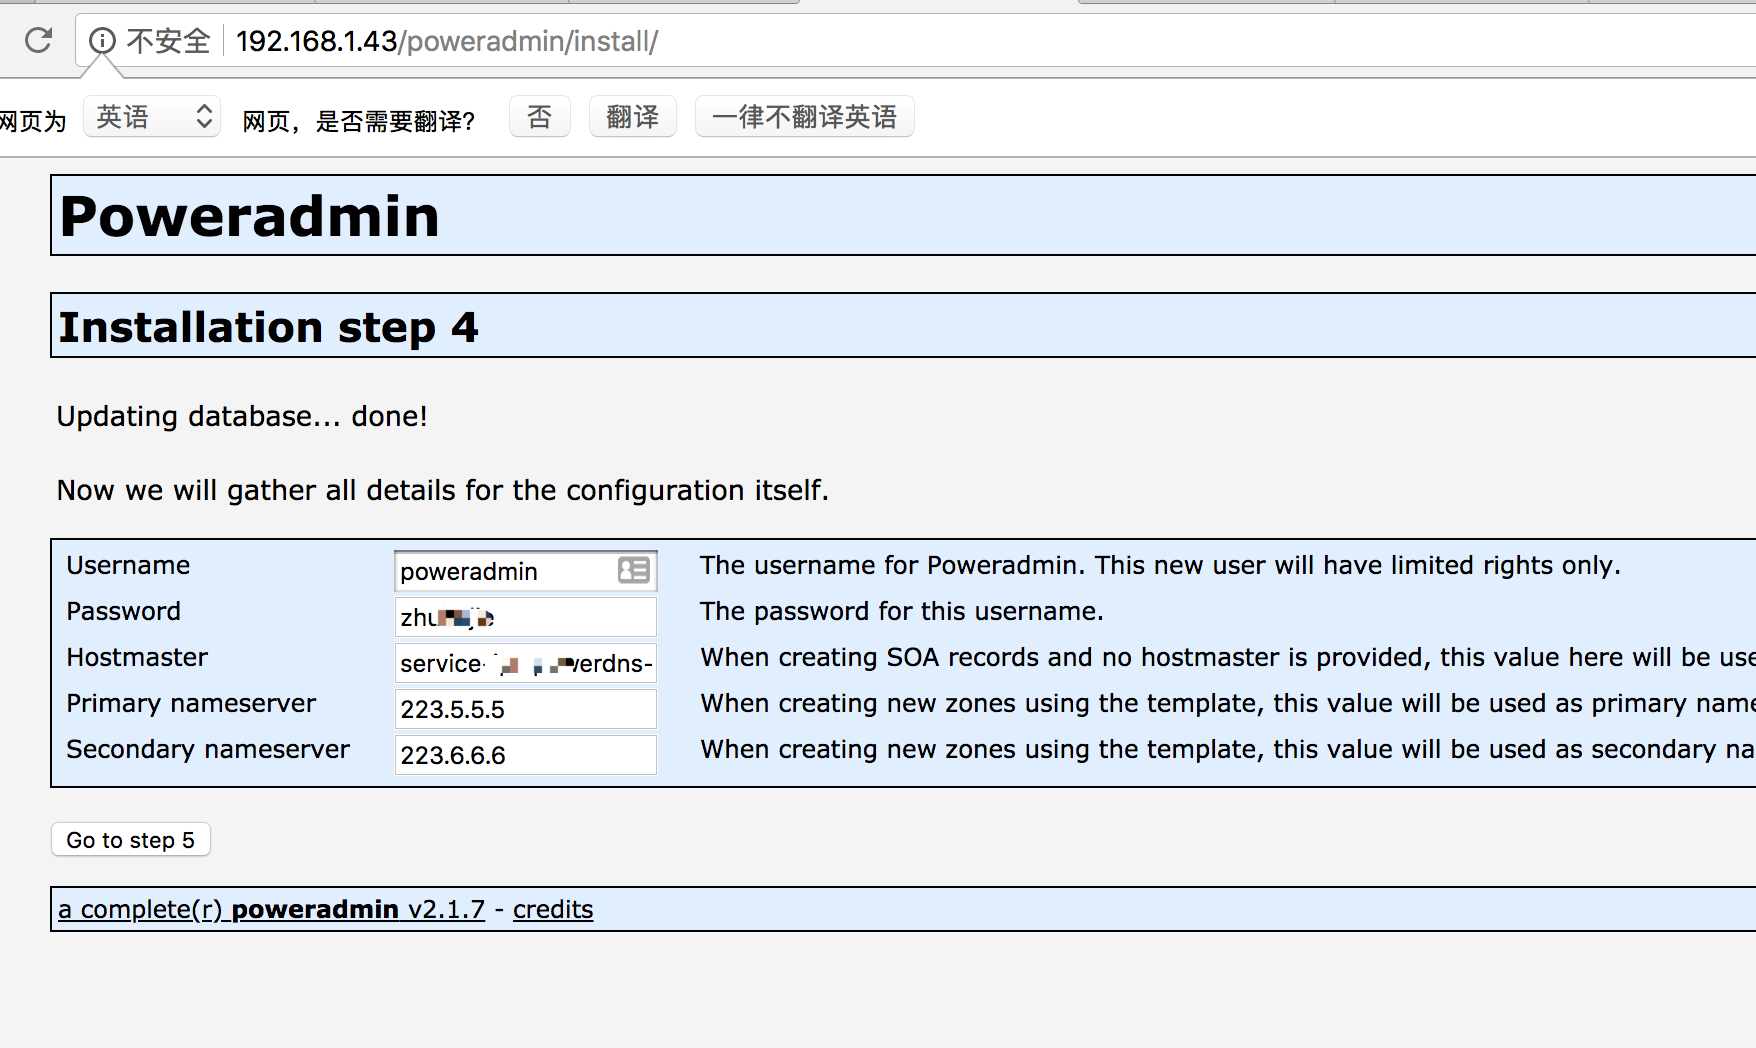 不安全 192.168.1.43/poweradmin/install/
网页为 英语 网页，是否需要翻译? 否 翻译 一律不翻译英语
Poweradmin
Installation step 4
Updating database... done!
Now we will gather all details for the configuration itself.
Username poweradmin The username for Poweradmin. This new user will have limited rights only.
Password The password for this username.
Hostmaster service- When creating SOA records and no hostmaster is provided, this value here will be use
Primary nameserver 223.5.5.5 When creating new zones using the template, this value will be used as primary name
Secondary nameserver 223.6.6.6 When creating new zones using the template, this value will be used as secondary na
Go to step 5
a complete(r) poweradmin v2.1.7 - credits